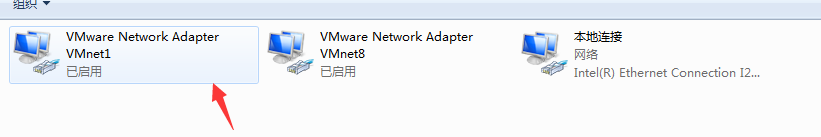 组织
VMware Network Adapter
VMnet1
已启用
VMware Network Adapter
VMnet8
已启用
本地连接
网络
Intel(R) Ethernet Connection I2...